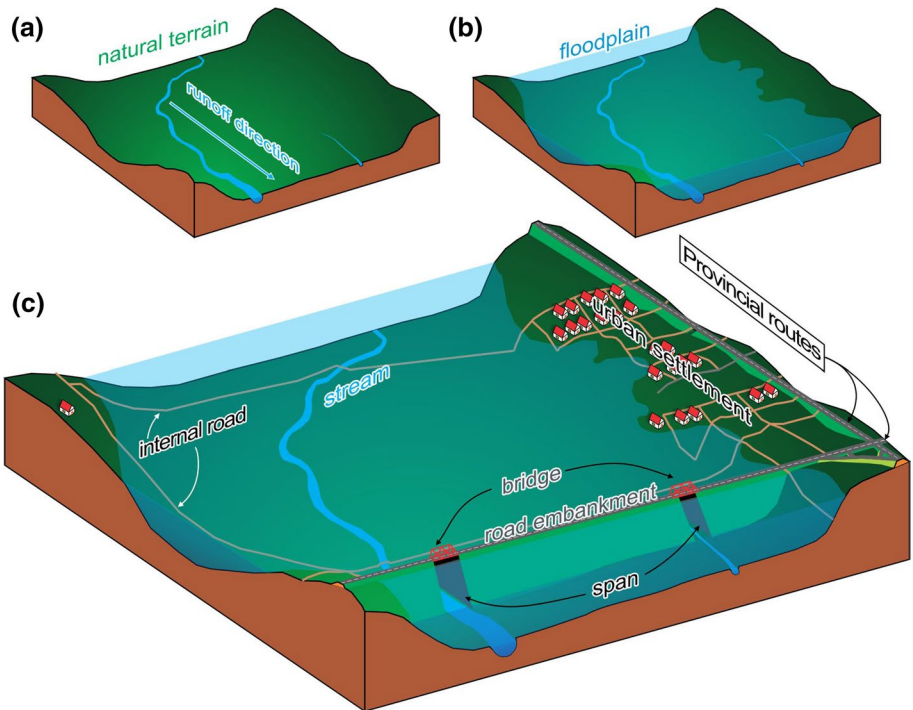 (a)
natural terrain
runoff direction
(b)
floodplain
(c)
Provincial routes
urban settlement
stream
internal road
bridge
road embankment
span